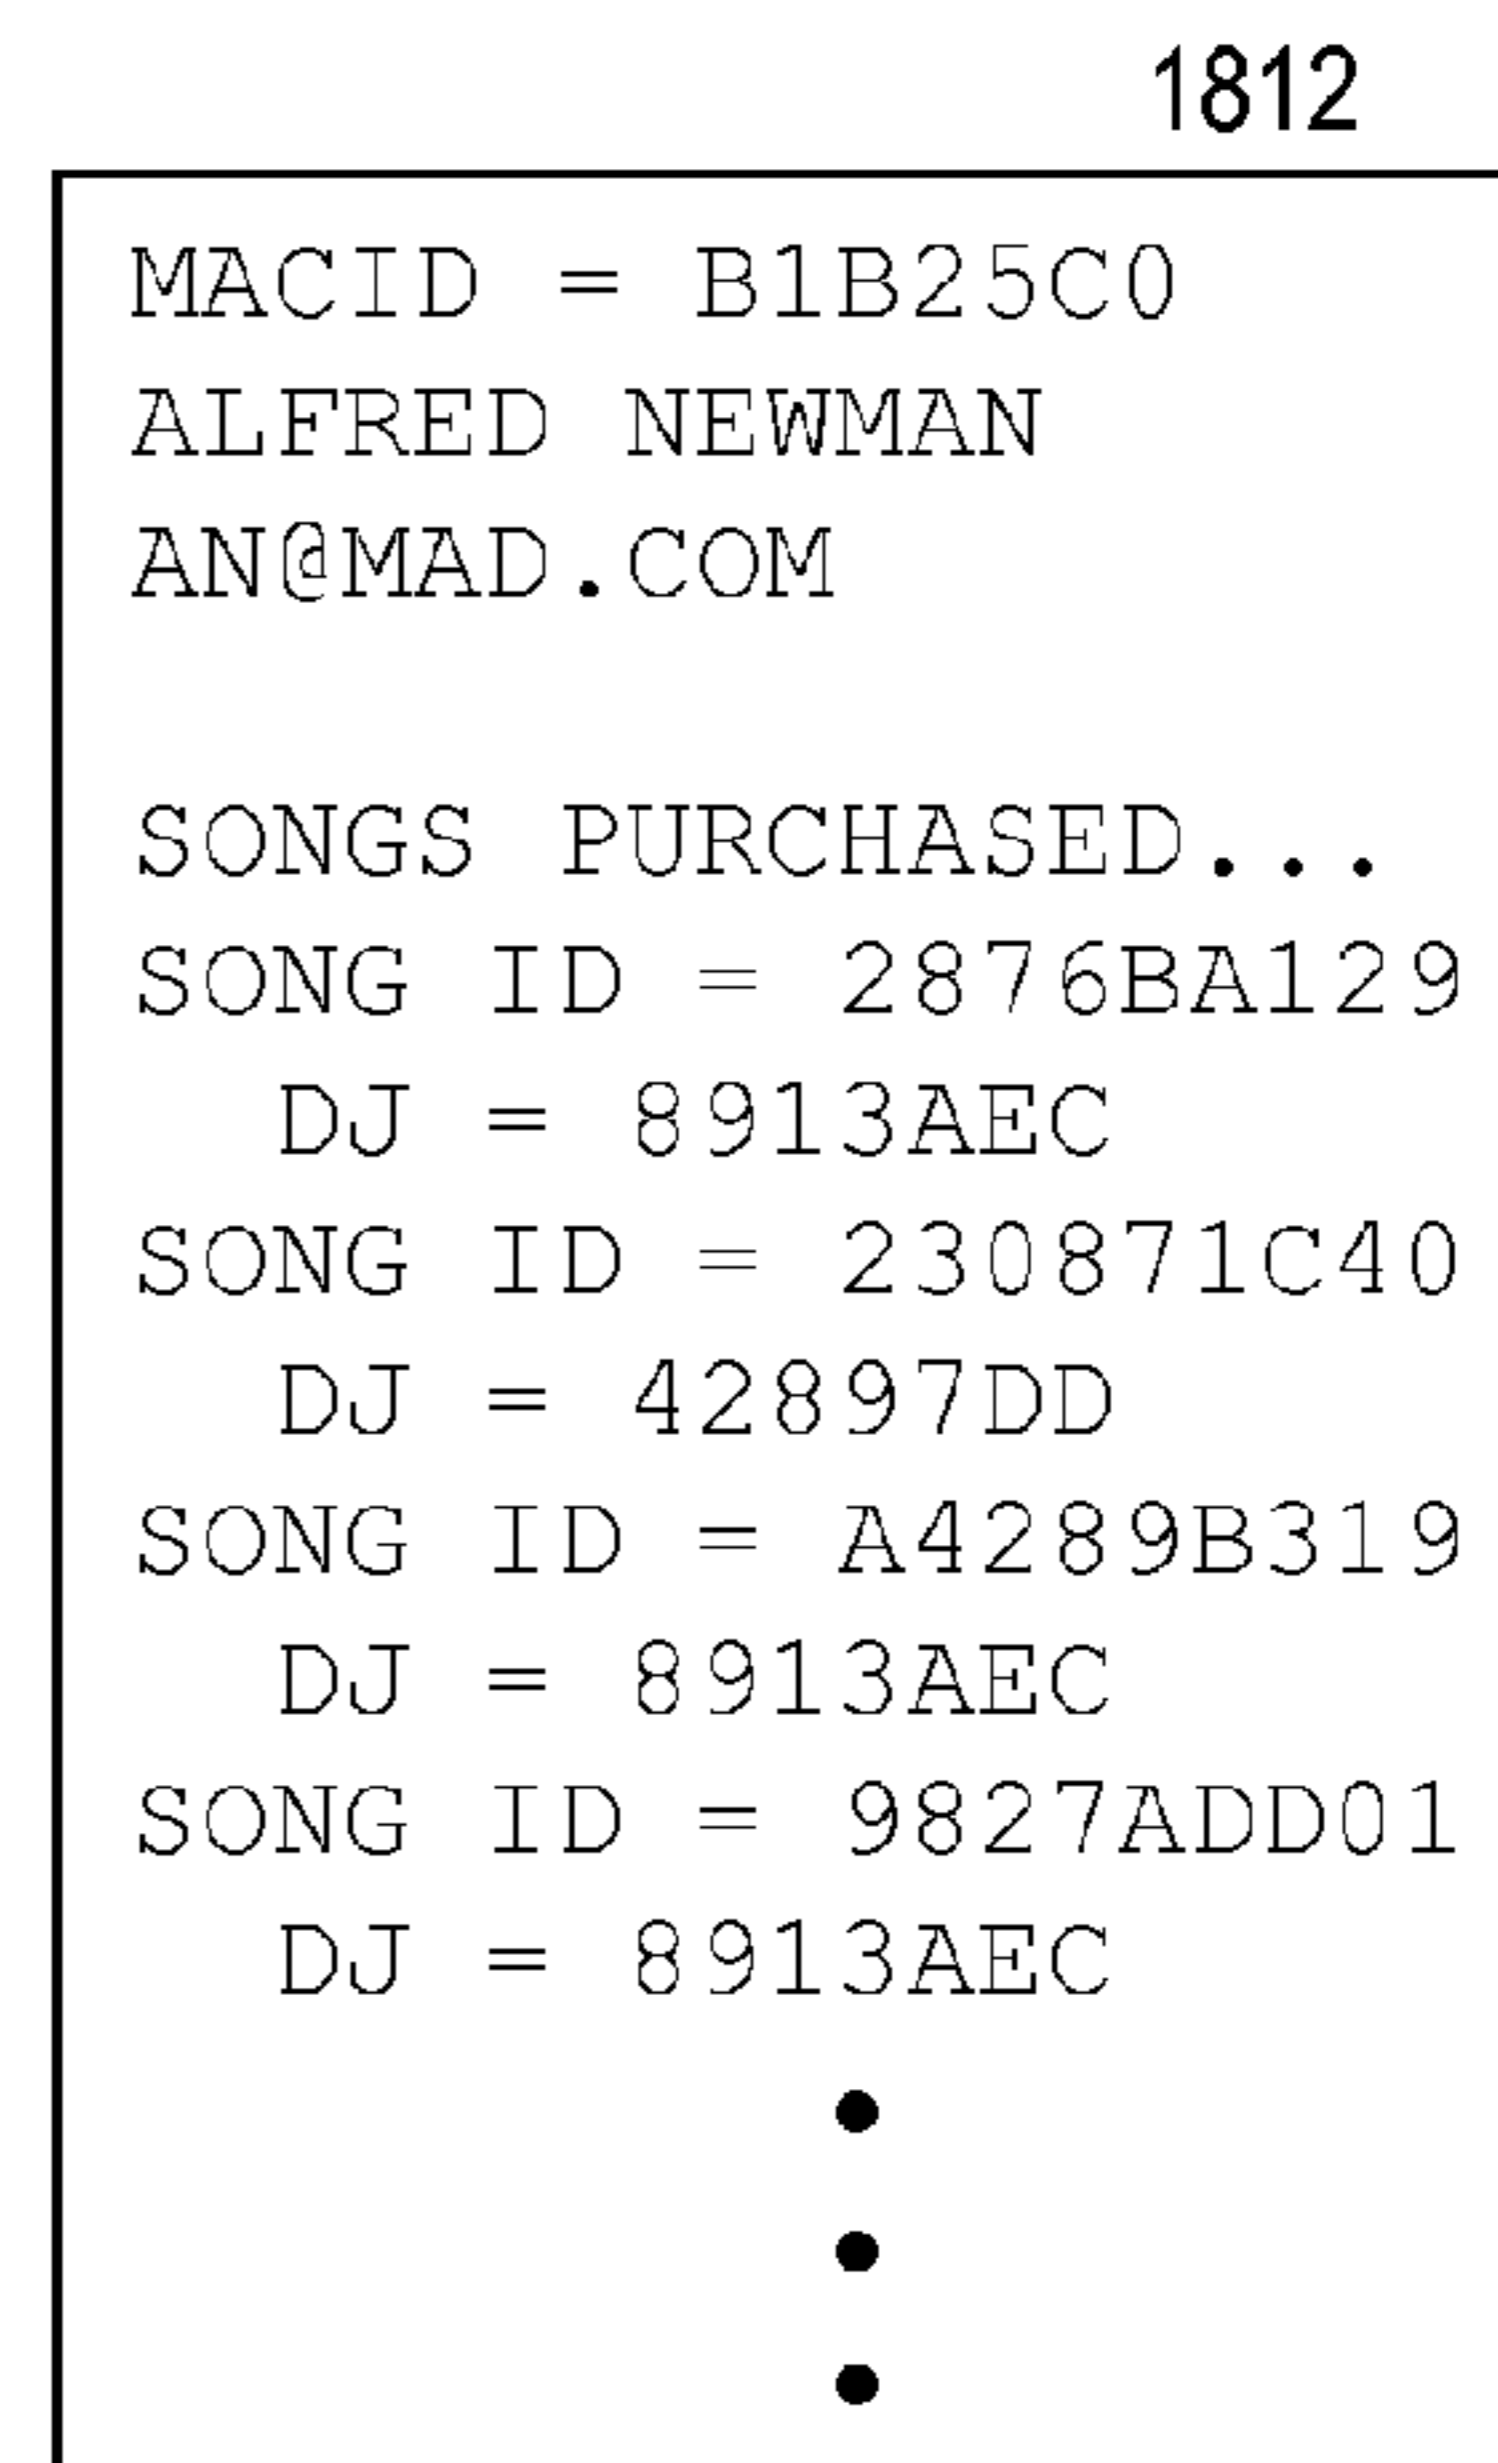 1812
MACID = B1B25C0
ALFRED NEWMAN
AN@MAD.COM
SONGS PURCHASED...
SONG ID = 2876BA129
DJ = 8913AEC
SONG ID = 230871C40
DJ = 42897DD
SONG ID = A4289B319
DJ = 8913AEC
SONG ID = 9827ADD01
DJ = 8913AEC